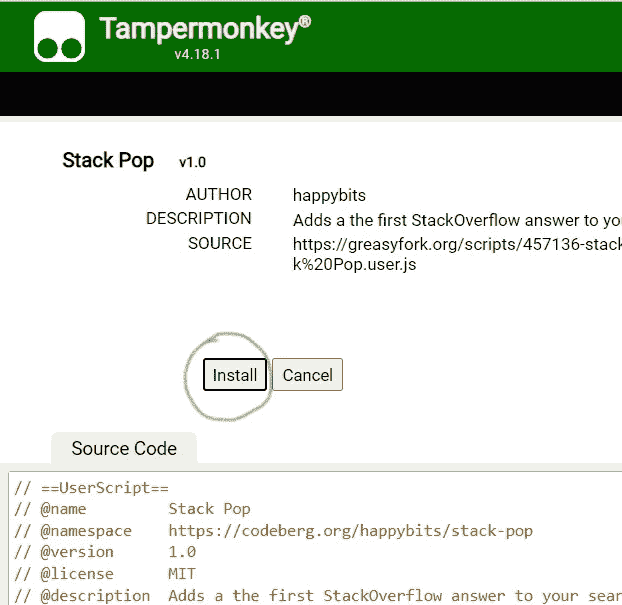 Tampermonkey®
v4.18.1
Stack Pop v1.0
AUTHOR happybits
DESCRIPTION Adds a the first StackOverflow answer to you
SOURCE https://greasyfork.org/scripts/457136-stack
k%20Pop.user.js
Install Cancel
Source Code
// ==UserScript==
// @name Stack Pop
// @namespace https://codeberg.org/happybits/stack-pop
// @version 1.0
// @license MIT
// @description Adds a the first StackOverflow answer to your sear